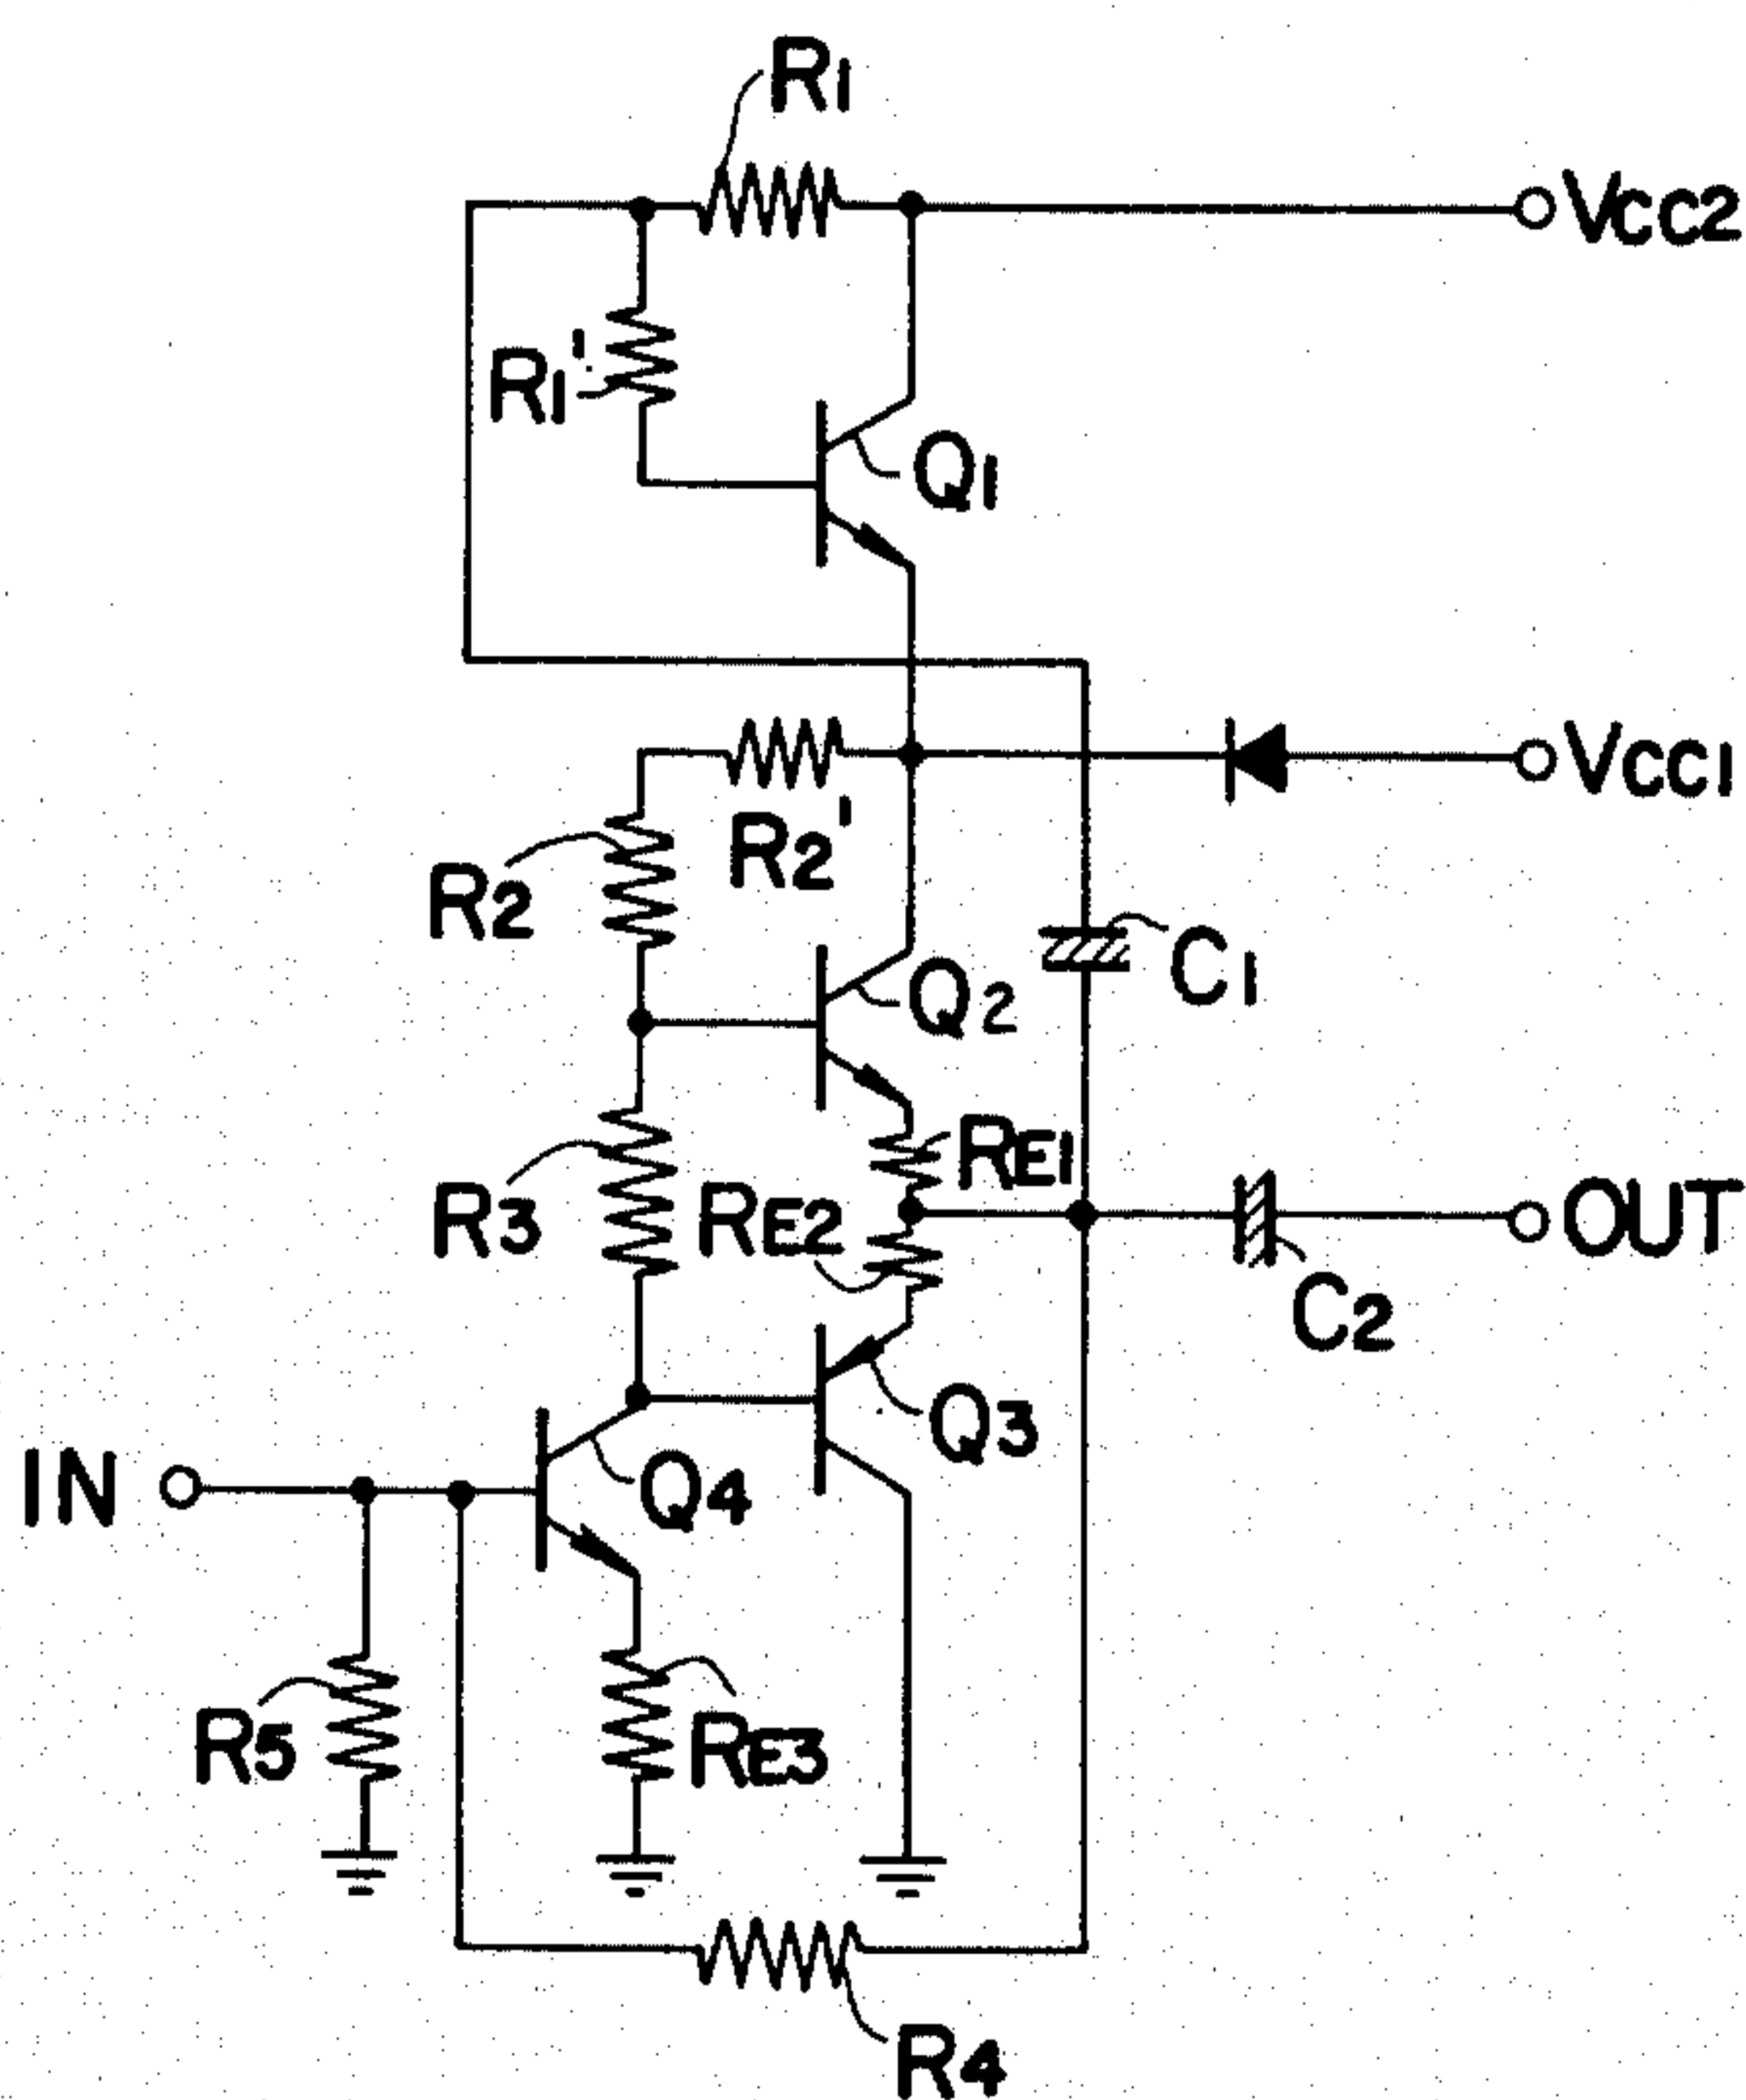 R1
VCC2
R1'
Q1
VCC1
R2'
R2
C1
Q2
RE1
R3
RE2
OUT
C2
Q3
IN
Q4
R5
RE3
R4